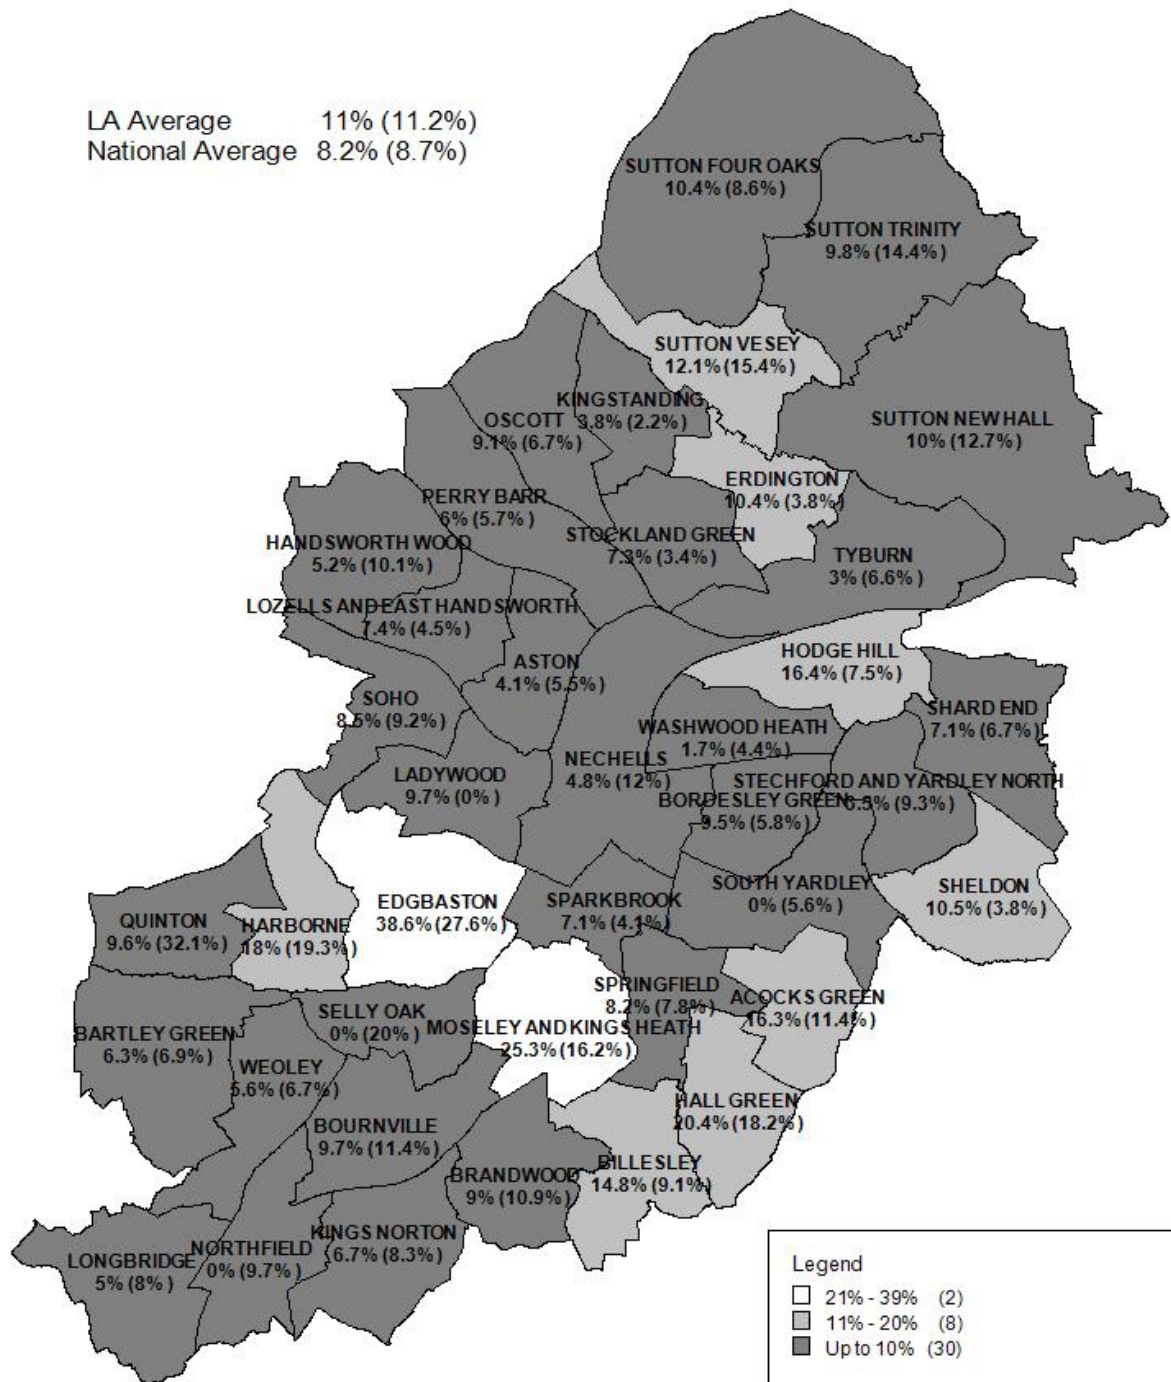 LA Average 11% (11.2%)
National Average 8.2% (8.7%)
SUTTON FOUR OAKS
10.4% (8.6%)
SUTTON TRINITY
9.8% (14.4%)
SUTTON VESEY
12.1% (15.4%)
KINGSTANDING
3.8% (2.2%)
OSCOTT
9.1% (6.7%)
SUTTON NEW HALL
10% (12.7%)
ERDINGTON
10.4% (3.8%)
PERRY BARR
6% (5.7%)
STOCKLAND GREEN
7.3% (3.4%)
HANDSWORTH WOOD
5.2% (10.1%)
TYBURN
3% (6.6%)
LOZELLS AND EAST HANDSWORTH
7.4% (4.5%)
HODGE HILL
16.4% (7.5%)
ASTON
4.1% (5.5%)
SOHO
8.5% (9.2%)
SHARD END
7.1% (6.7%)
WASHWOOD HEATH
1.7% (4.4%)
NECHELLS
4.8% (12%)
LADYWOOD
9.7% (0% )
STECHFORD AND YARDLEY NORTH
(9.3%)
BORDESLEY GREEN
9.5% (5.8%)
SOUTH YARDLEY
0% (5.6%)
SHELDON
10.5% (3.8%)
EDGBASTON
38.6% (27.6%)
SPARKBROOK
7.1% (4.1%)
QUINTON
9.6% (32.1%)
HARBORNE
18% (19.3%)
SPRINGFIELD
8.2% (7.8%)
ACOCKS GREEN
16.3% (11.4%)
SELLY OAK
0% (20%)
MOSELEY AND KINGS HEATH
25.3% (16.2%)
BARTLEY GREEN
6.3% (6.9%)
WEOLEY
5.6% (6.7%)
HALL GREEN
20.4% (18.2%)
BOURNVILLE
9.7% (11.4%)
BILLESLEY
14.8% (9.1%)
BRANDWOOD
9% (10.9%)
KINGS NORTON
6.7% (8.3%)
NORTHFIELD
0% (9.7%)
LONGBRIDGE
5% (8% )
Legend
21% - 39% (2)
11% - 20% (8)
Up to 10% (30)